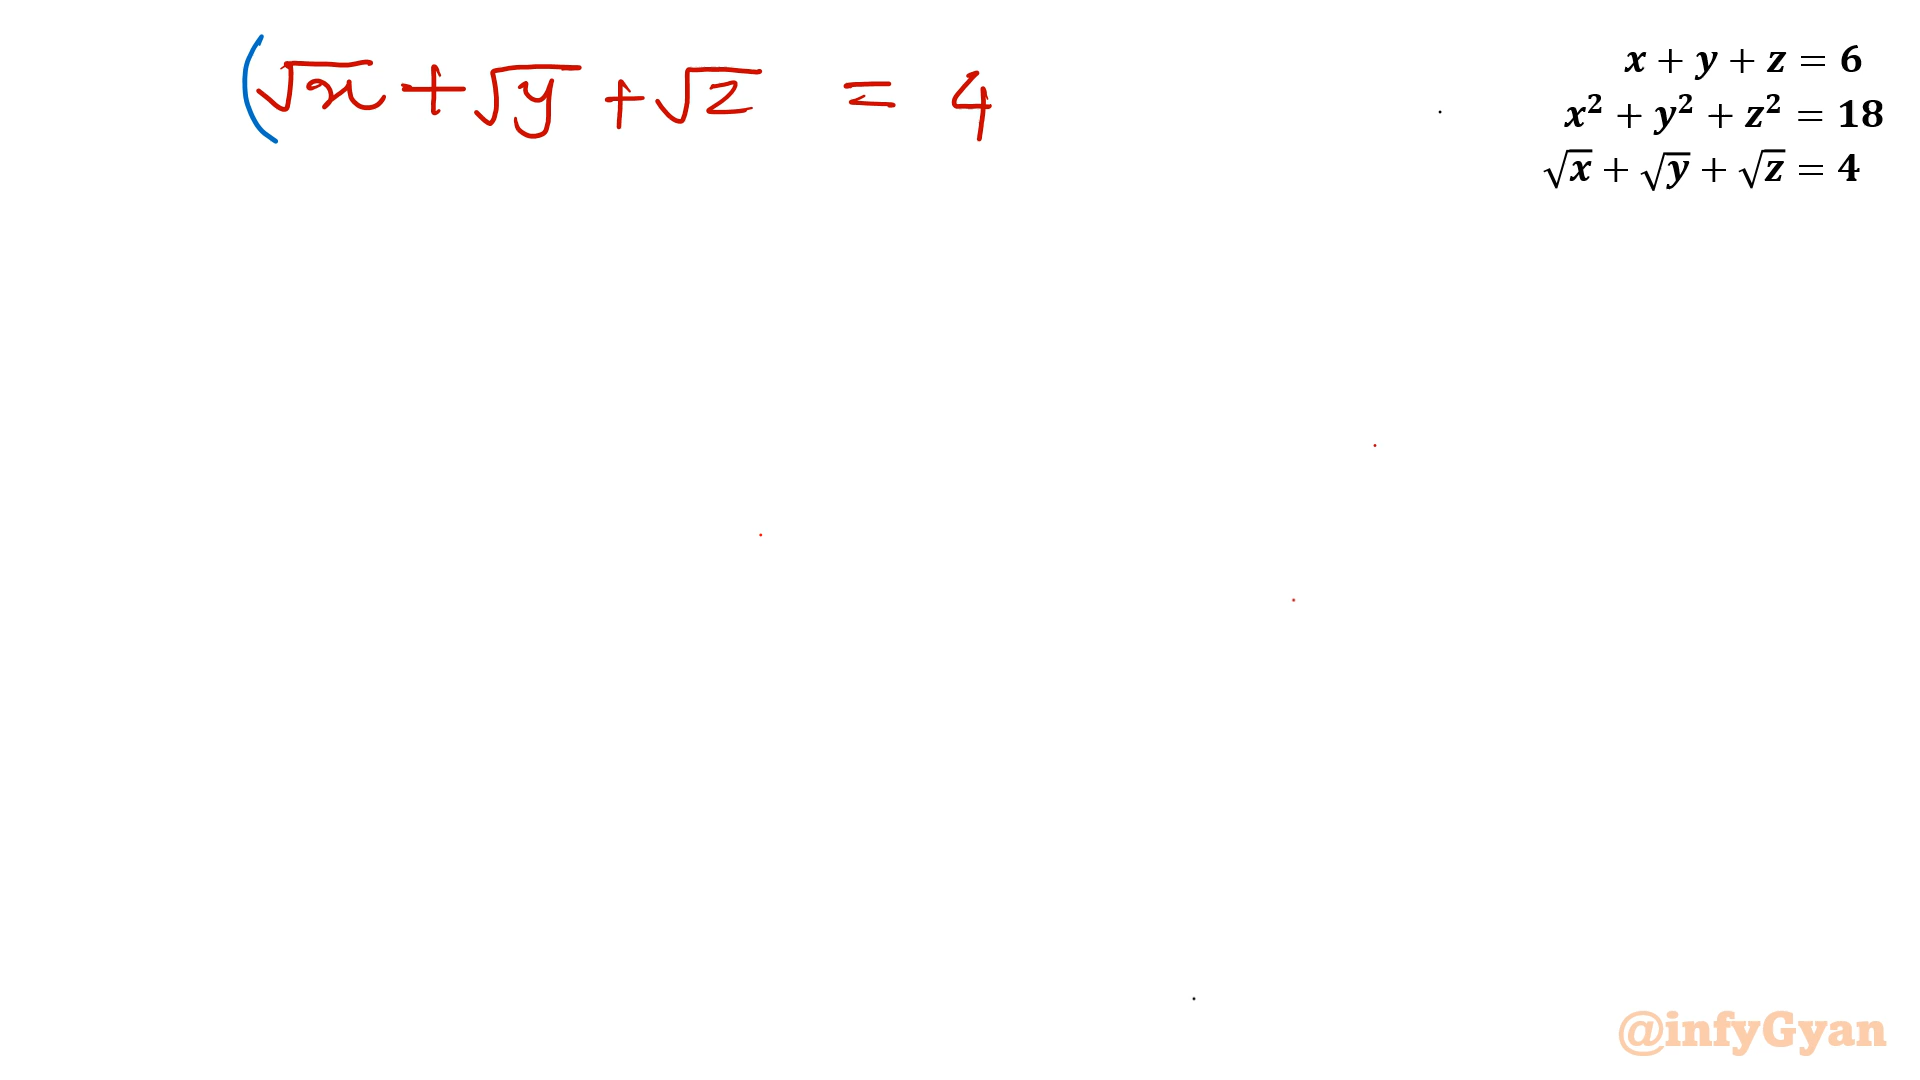 (√x + √y + √z = 4
x + y + z = 6
x² + y² + z² = 18
√x + √y + √z = 4
@infyGyan